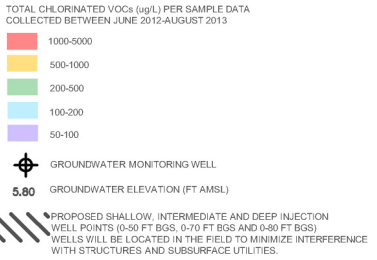 TOTAL CHLORINATED VOCs (ug/L) PER SAMPLE DATA
COLLECTED BETWEEN JUNE 2012-AUGUST 2013
1000-5000
500-1000
200-500
100-200
50-100
GROUNDWATER MONITORING WELL
5.80 GROUNDWATER ELEVATION (FT AMSL)
PROPOSED SHALLOW, INTERMEDIATE AND DEEP INJECTION
WELL POINTS (0-50 FT BGS, 0-70 FT BGS AND 0-80 FT BGS)
WELLS WILL BE LOCATED IN THE FIELD TO MINIMIZE INTERFERENCE
WITH STRUCTURES AND SUBSURFACE UTILITIES.